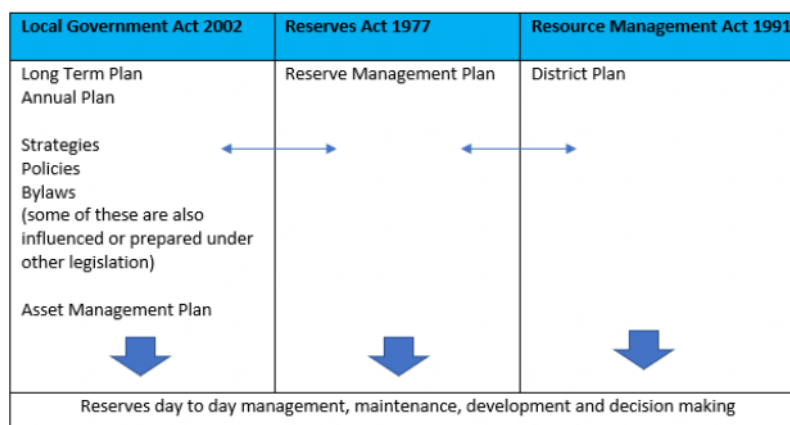 Local Government Act 2002
Reserves Act 1977
Resource Management Act 1991
Long Term Plan
Annual Plan
Strategies
Policies
Bylaws
(some of these are also
influenced or prepared under
other legislation)
Asset Management Plan
Reserve Management Plan
District Plan
Reserves day to day management, maintenance, development and decision making